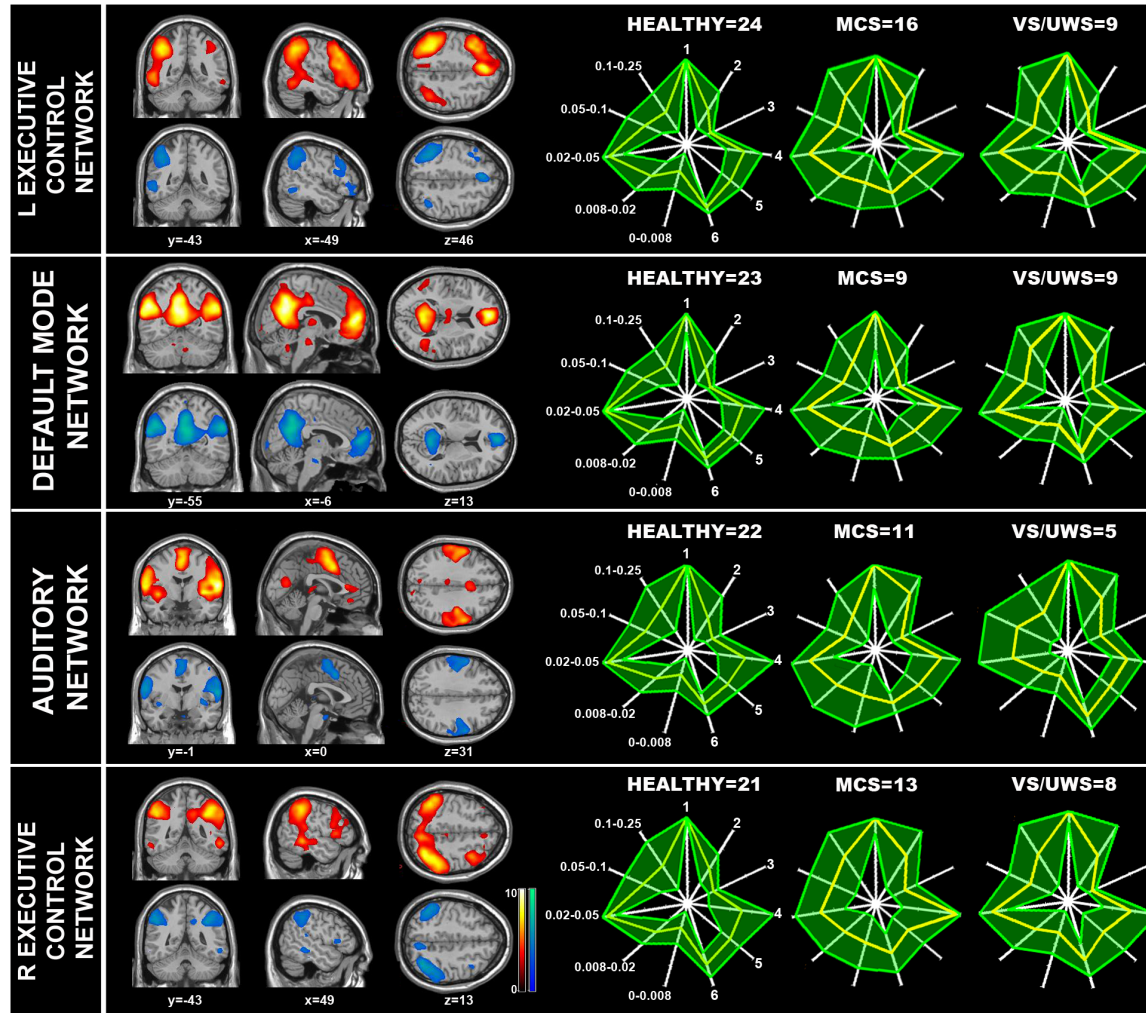 L EXECUTIVE
CONTROL
NETWORK
y=-43
x=-49
z=46
HEALTHY=24
MCS=16
VS/UWS=9
1
2
3
4
5
6
0-0.008
0.008-0.02
0.02-0.05
0.05-0.1
0.1-0.25
DEFAULT MODE
NETWORK
y=-55
x=-6
z=13
HEALTHY=23
MCS=9
VS/UWS=9
1
2
3
4
5
6
0-0.008
0.008-0.02
0.02-0.05
0.05-0.1
0.1-0.25
AUDITORY
NETWORK
y=-1
x=0
z=31
HEALTHY=22
MCS=11
VS/UWS=5
1
2
3
4
5
6
0-0.008
0.008-0.02
0.02-0.05
0.05-0.1
0.1-0.25
R EXECUTIVE
CONTROL
NETWORK
y=-43
x=49
z=13
10
0
HEALTHY=21
MCS=13
VS/UWS=8
1
2
3
4
5
6
0-0.008
0.008-0.02
0.02-0.05
0.05-0.1
0.1-0.25